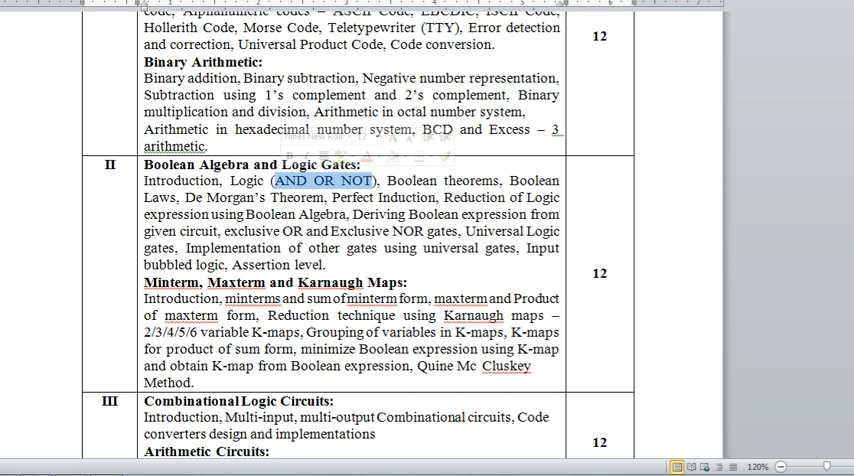 code, Alphanumeric codes – ASCII Code, EBCDIC, ISCII Code,
Hollerith Code, Morse Code, Teletypewriter (TTY), Error detection
and correction, Universal Product Code, Code conversion.
12
Binary Arithmetic:
Binary addition, Binary subtraction, Negative number representation,
Subtraction using 1’s complement and 2’s complement, Binary
multiplication and division, Arithmetic in octal number system,
Arithmetic in hexadecimal number system, BCD and Excess – 3
arithmetic.
II
Boolean Algebra and Logic Gates:
Introduction, Logic (AND OR NOT), Boolean theorems, Boolean
Laws, De Morgan’s Theorem, Perfect Induction, Reduction of Logic
expression using Boolean Algebra, Deriving Boolean expression from
given circuit, exclusive OR and Exclusive NOR gates, Universal Logic
gates, Implementation of other gates using universal gates, Input
bubbled logic, Assertion level.
12
Minterm, Maxterm and Karnaugh Maps:
Introduction, minterms and sum of minterm form, maxterm and Product
of maxterm form, Reduction technique using Karnaugh maps –
2/3/4/5/6 variable K-maps, Grouping of variables in K-maps, K-maps
for product of sum form, minimize Boolean expression using K-map
and obtain K-map from Boolean expression, Quine Mc Cluskey
Method.
III
Combinational Logic Circuits:
Introduction, Multi-input, multi-output Combinational circuits, Code
converters design and implementations
12
Arithmetic Circuits:
120%